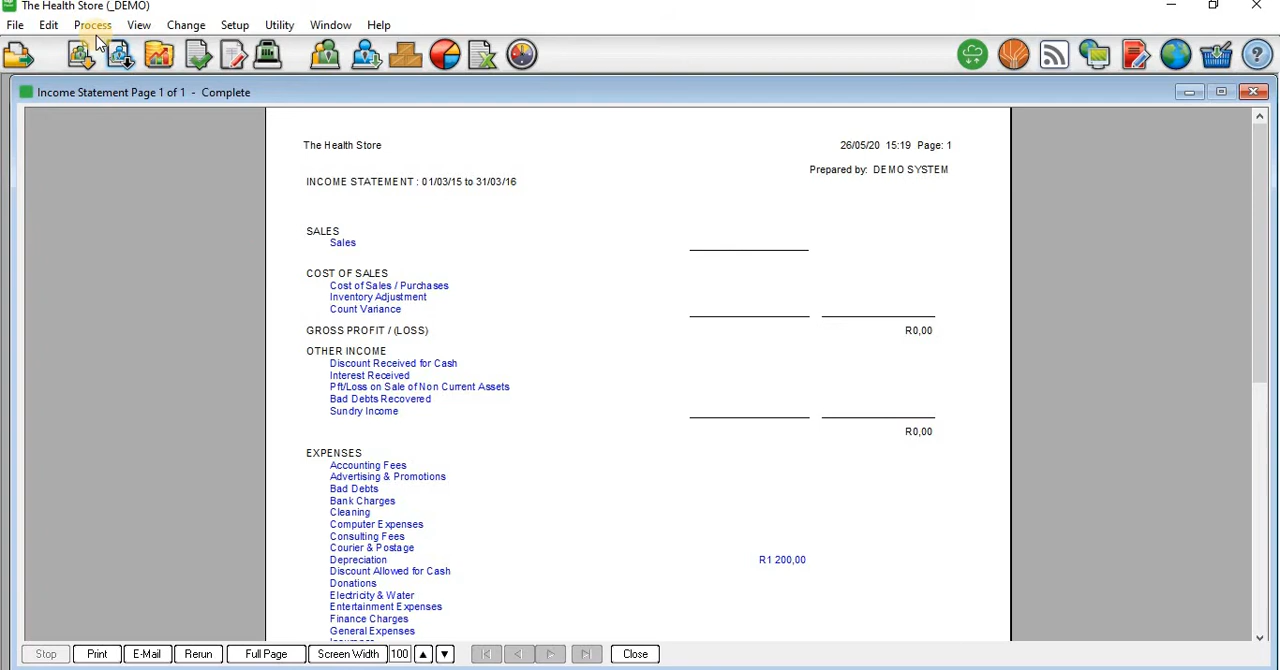 The Health Store (_DEMO)
File Edit Process View Change Setup Utility Window Help
Income Statement Page 1 of 1 - Complete
The Health Store 26/05/20 15:19 Page: 1
Prepared by: DEMO SYSTEM
INCOME STATEMENT : 01/03/15 to 31/03/16
SALES
Sales
COST OF SALES
Cost of Sales / Purchases
Inventory Adjustment
Count Variance
GROSS PROFIT / (LOSS) R0,00
OTHER INCOME
Discount Received for Cash
Interest Received
Pft/Loss on Sale of Non Current Assets
Bad Debts Recovered
Sundry Income
R0,00
EXPENSES
Accounting Fees
Advertising & Promotions
Bad Debts
Bank Charges
Cleaning
Computer Expenses
Consulting Fees
Courier & Postage
Depreciation R1 200,00
Discount Allowed for Cash
Donations
Electricity & Water
Entertainment Expenses
Finance Charges
General Expenses
Stop Print E-Mail Rerun Full Page Screen Width 100 Close